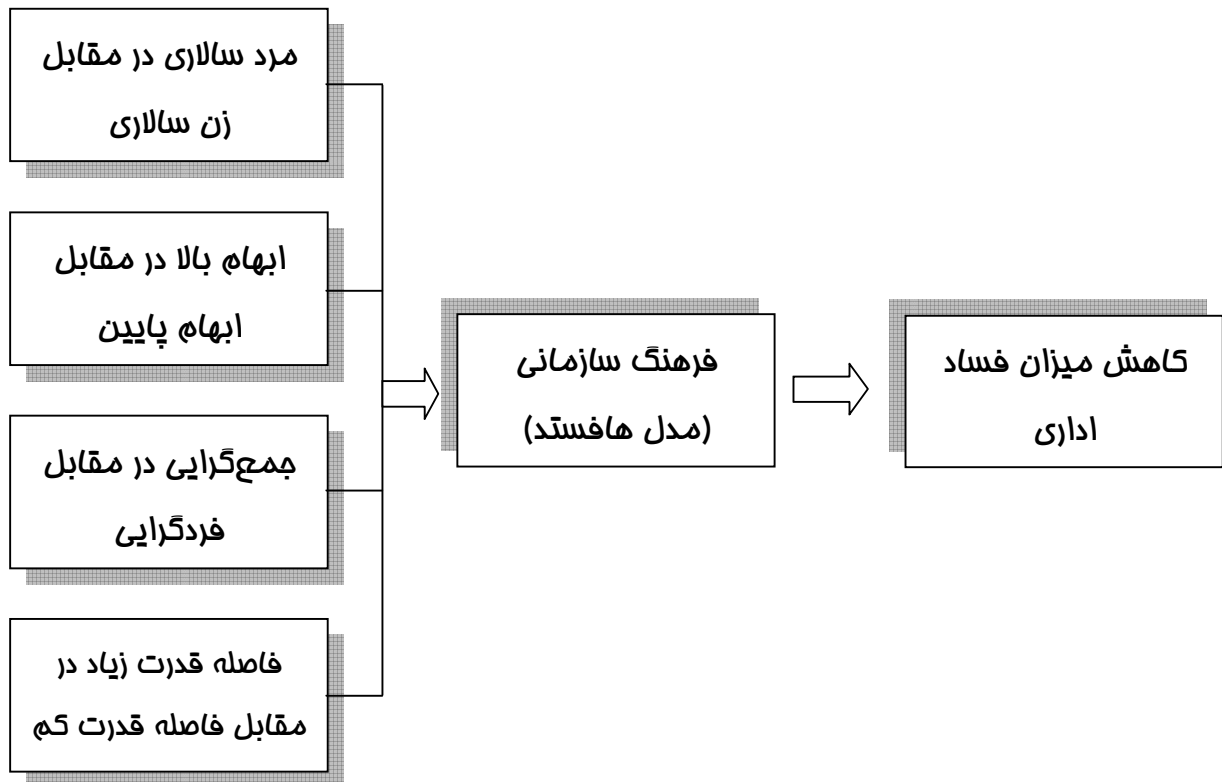 مرد سالاری در مقابل
زن سالاری
ابهام بالا در مقابل
ابهام پایین
جمع‌گرایی در مقابل
فردگرایی
فاصله قدرت زیاد در
مقابل فاصله قدرت کم
فرهنگ سازمانی
(مدل هافستد)
کاهش میزان فساد
اداری